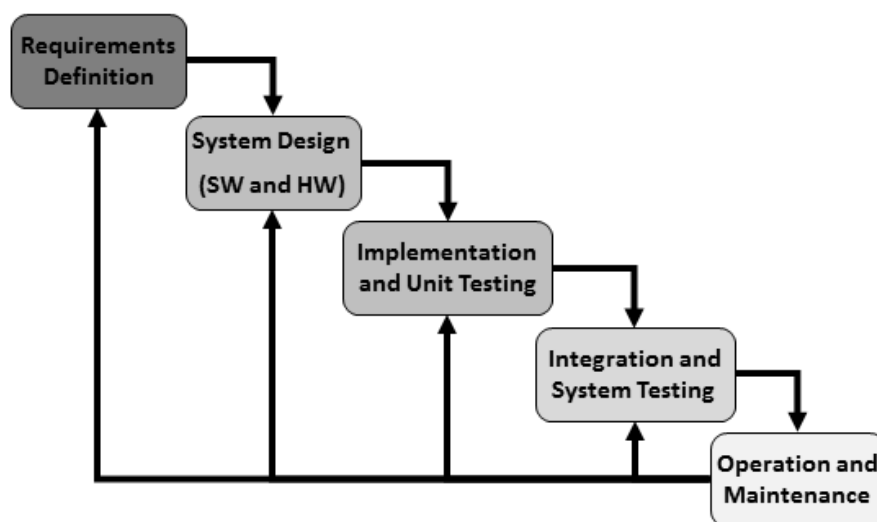 Requirements
Definition
System Design
(SW and HW)
Implementation
and Unit Testing
Integration and
System Testing
Operation and
Maintenance